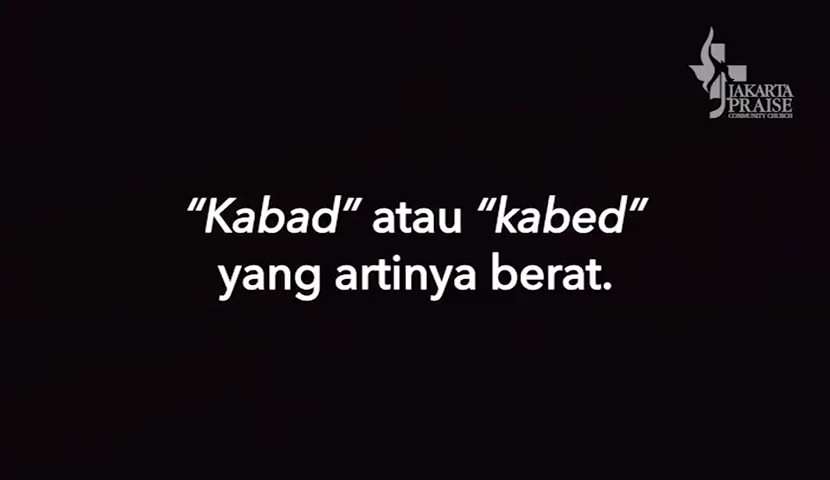 JAKARTA
PRAISE
COMMUNITY CHURCH
“Kabad” atau “kabed”
yang artinya berat.